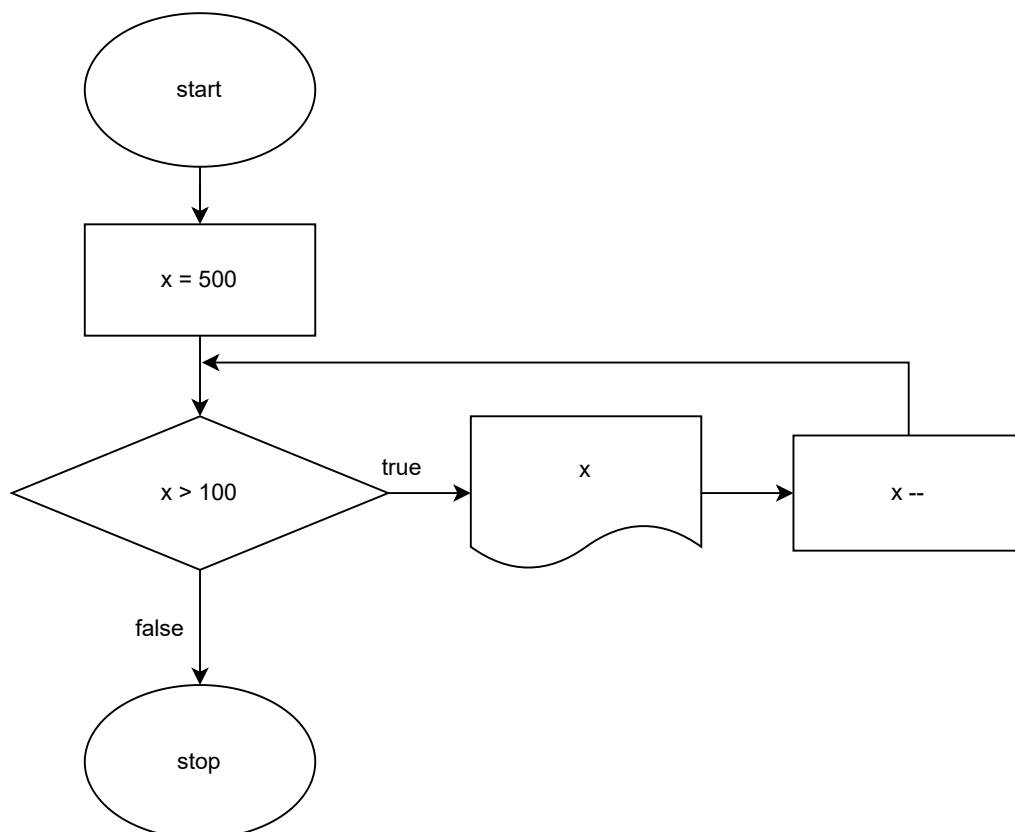 start
x = 500
x > 100
true
x
x --
false
stop